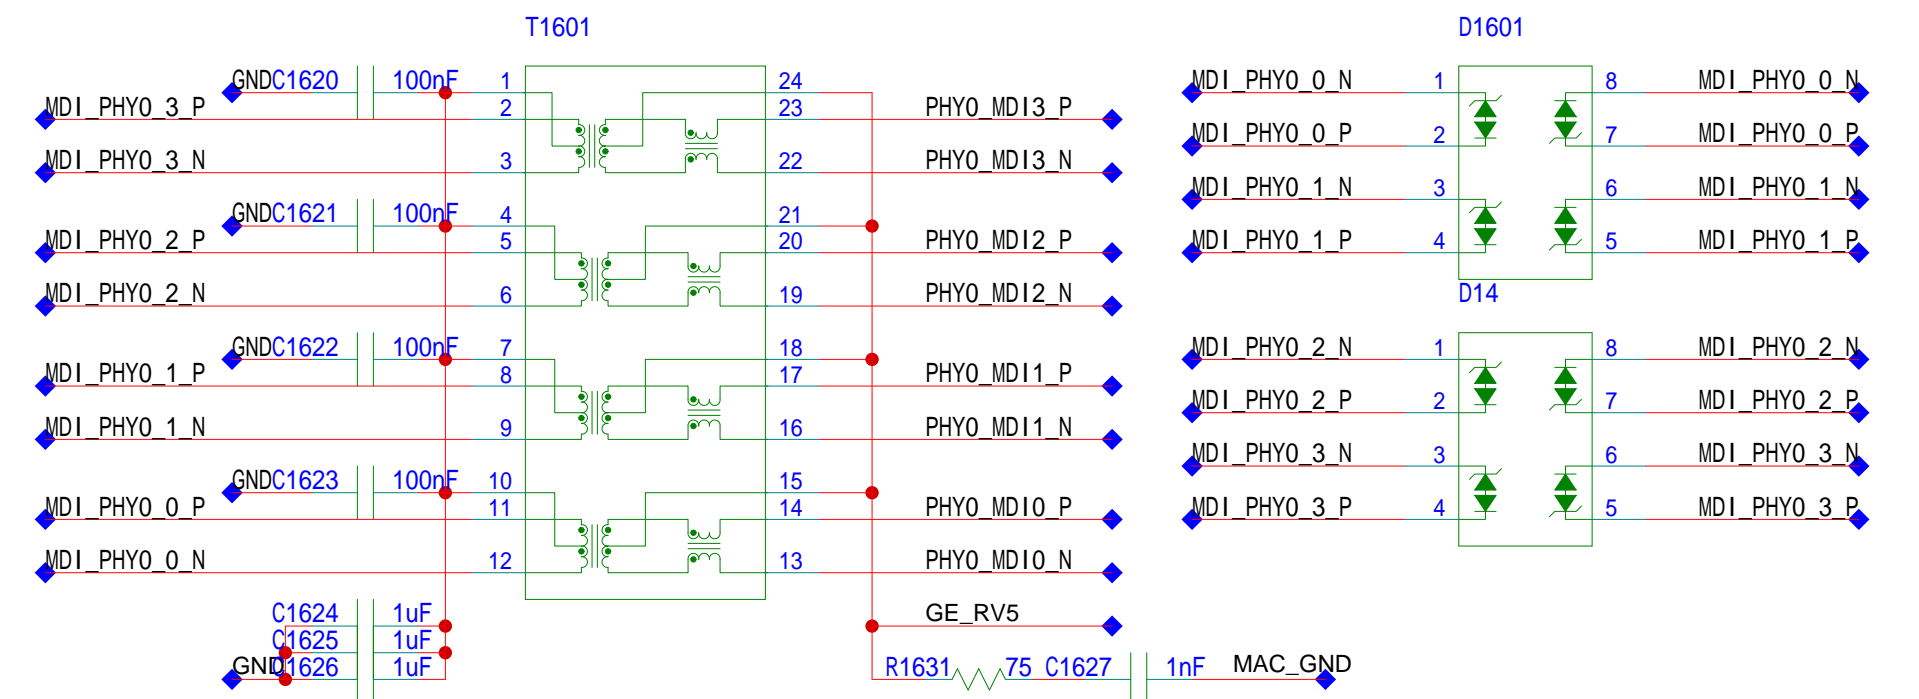 T1601 D1601
GND C1620 100nF 1 24 MDI_PHY0_0_N 1 8 MDI_PHY0_0_N
MDI_PHY0_3_P 2 23 PHY0_MDI3_P
MDI_PHY0_0_P 2 7 MDI_PHY0_0_P
MDI_PHY0_3_N 3 22 PHY0_MDI3_N
MDI_PHY0_1_N 3 6 MDI_PHY0_1_N
GND C1621 100nF 4 21
MDI_PHY0_2_P 5 20 PHY0_MDI2_P MDI_PHY0_1_P 4 5 MDI_PHY0_1_P
MDI_PHY0_2_N 6 19 PHY0_MDI2_N D14
GND C1622 100nF 7 18 MDI_PHY0_2_N 1 8 MDI_PHY0_2_N
MDI_PHY0_1_P 8 17 PHY0_MDI1_P
MDI_PHY0_2_P 2 7 MDI_PHY0_2_P
MDI_PHY0_1_N 9 16 PHY0_MDI1_N
MDI_PHY0_3_N 3 6 MDI_PHY0_3_N
GND C1623 100nF 10 15
MDI_PHY0_0_P 11 14 PHY0_MDI0_P MDI_PHY0_3_P 4 5 MDI_PHY0_3_P
MDI_PHY0_0_N 12 13 PHY0_MDI0_N
C1624 1uF GE_RV5
C1625 1uF
GND C1626 1uF R1631 75 C1627 1nF MAC_GND